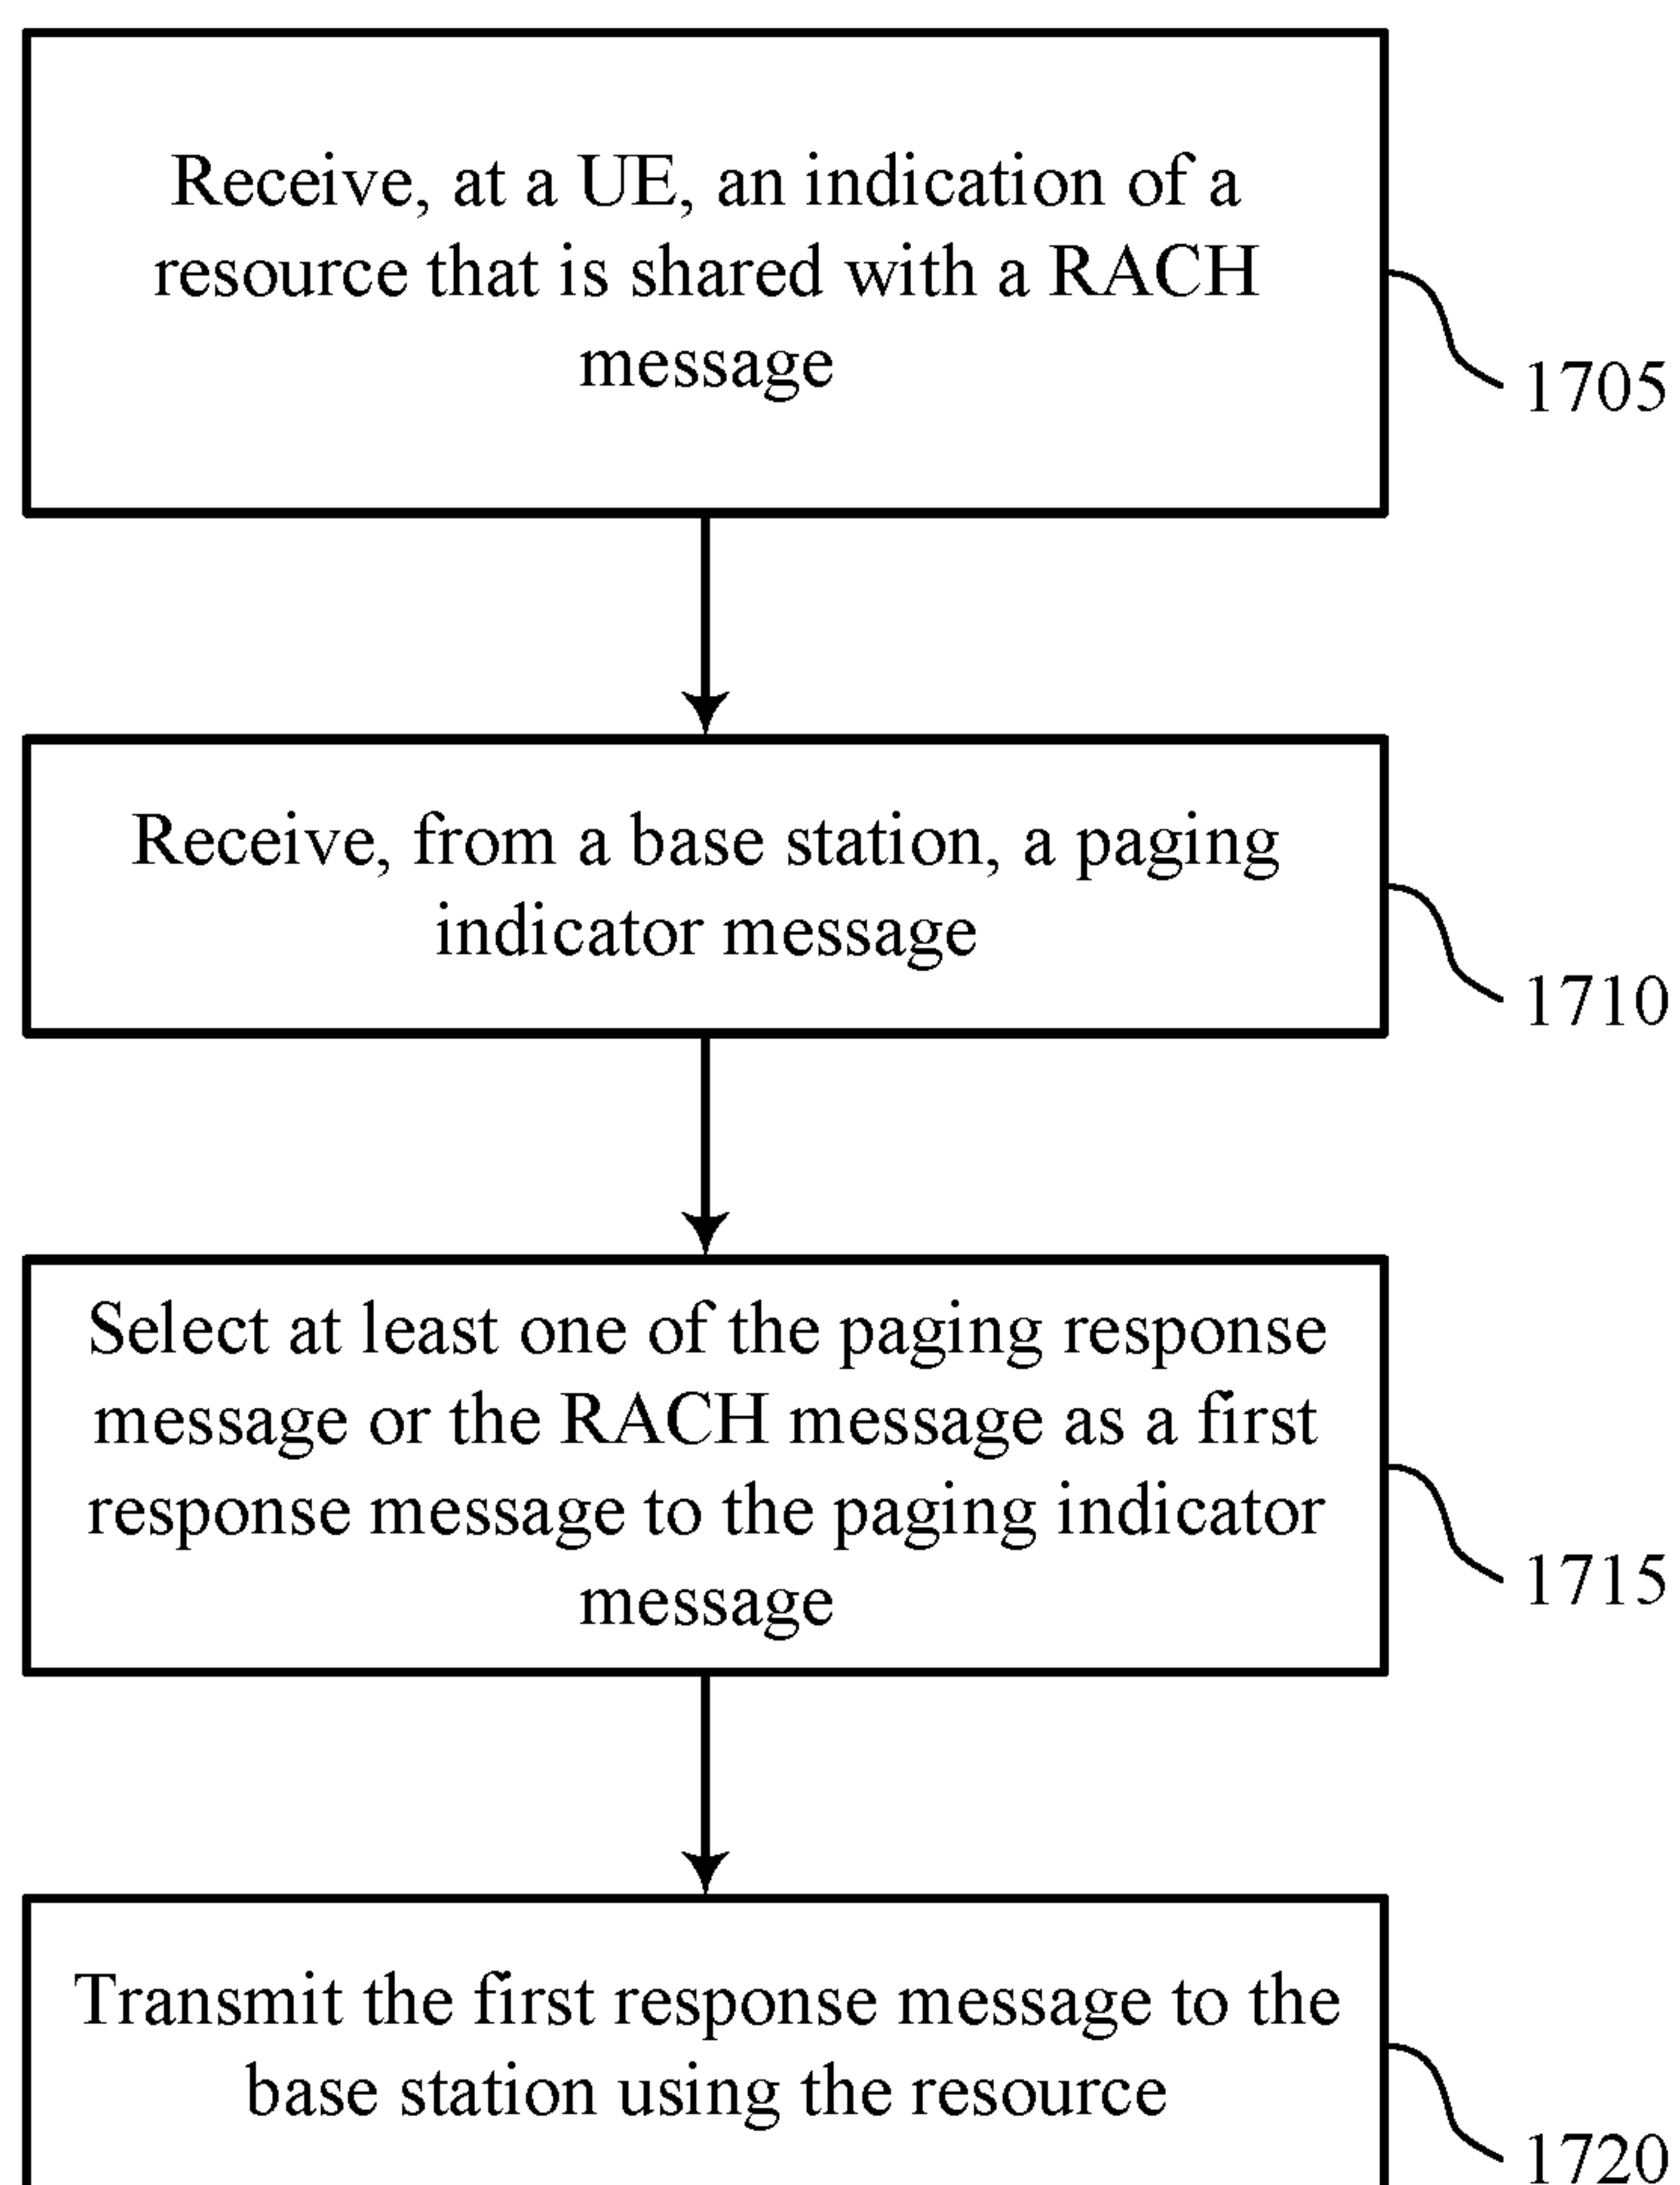 Receive, at a UE, an indication of a
resource that is shared with a RACH
message
1705
Receive, from a base station, a paging
indicator message
1710
Select at least one of the paging response
message or the RACH message as a first
response message to the paging indicator
message
1715
Transmit the first response message to the
base station using the resource
1720